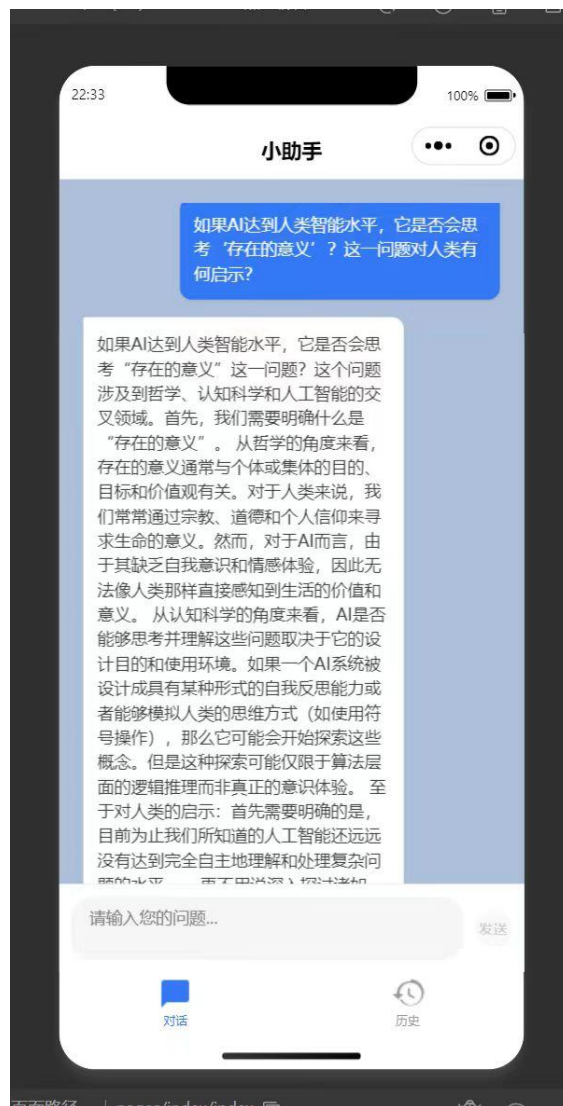 22:33
100%
小助手
如果AI达到人类智能水平，它是否会思
考‘存在的意义’？这一问题对人类有
何启示?
如果AI达到人类智能水平，它是否会思
考“存在的意义”这一问题？这个问题
涉及到哲学、认知科学和人工智能的交
叉领域。首先，我们需要明确什么是
“存在的意义”。 从哲学的角度来看，
存在的意义通常与个体或集体的目的、
目标和价值观有关。对于人类来说，我
们常常通过宗教、道德和个人信仰来寻
求生命的意义。然而，对于AI而言，由
于其缺乏自我意识和情感体验，因此无
法像人类那样直接感知到生活的价值和
意义。 从认知科学的角度来看，AI是否
能够思考并理解这些问题取决于它的设
计目的和使用环境。如果一个AI系统被
设计成具有某种形式的自我反思能力或
者能够模拟人类的思维方式（如使用符
号操作），那么它可能会开始探索这些
概念。但是这种探索可能仅限于算法层
面的逻辑推理而非真正的意识体验。 至
于对人类的启示：首先需要明确的是，
目前为止我们所知道的人工智能还远远
没有达到完全自主地理解和处理复杂问
请输入您的问题...
发送
对话
历史
页面路径
pages/index/index